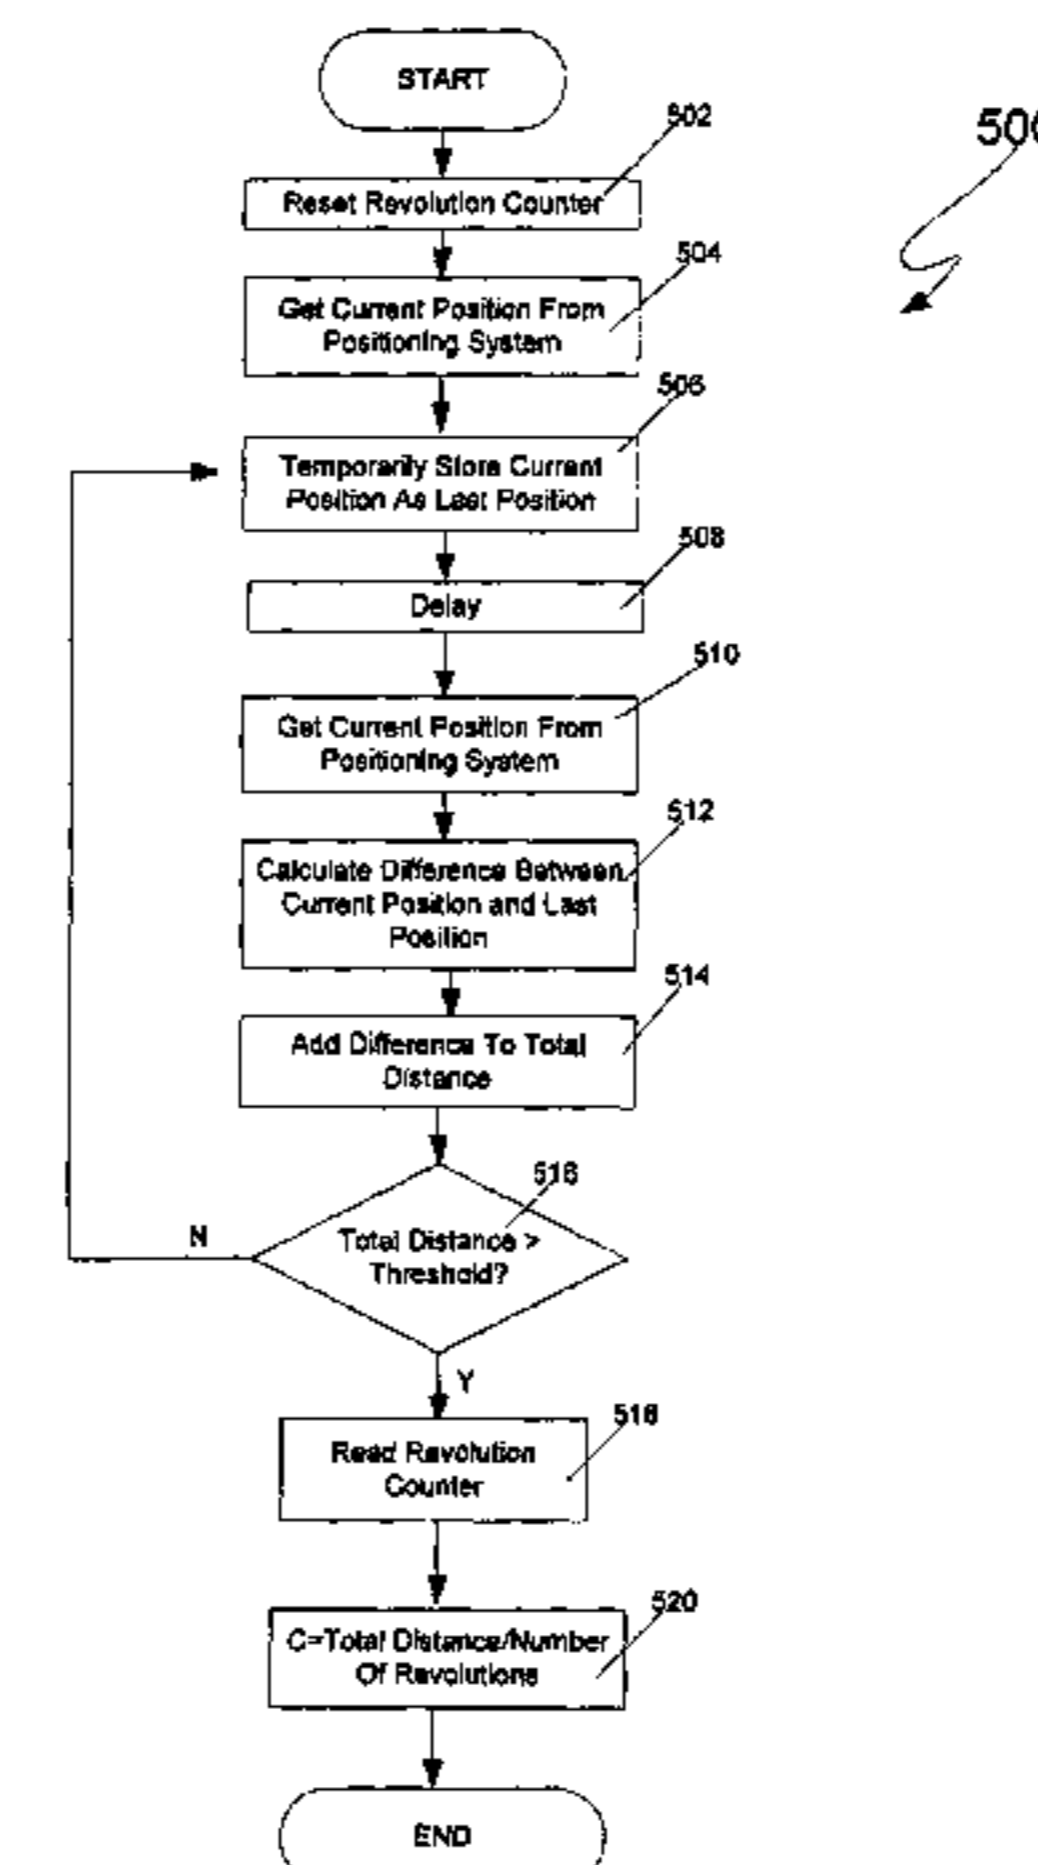 START
502
500
Reset Revolution Counter
504
Get Current Position From
Positioning System
506
Temporarily Store Current
Position As Last Position
508
Delay
510
Get Current Position From
Positioning System
512
Calculate Difference Between
Current Position and Last
Position
514
Add Difference To Total
Distance
516
N
Total Distance >
Threshold?
Y
518
Read Revolution
Counter
520
C=Total Distance/Number
Of Revolutions
END